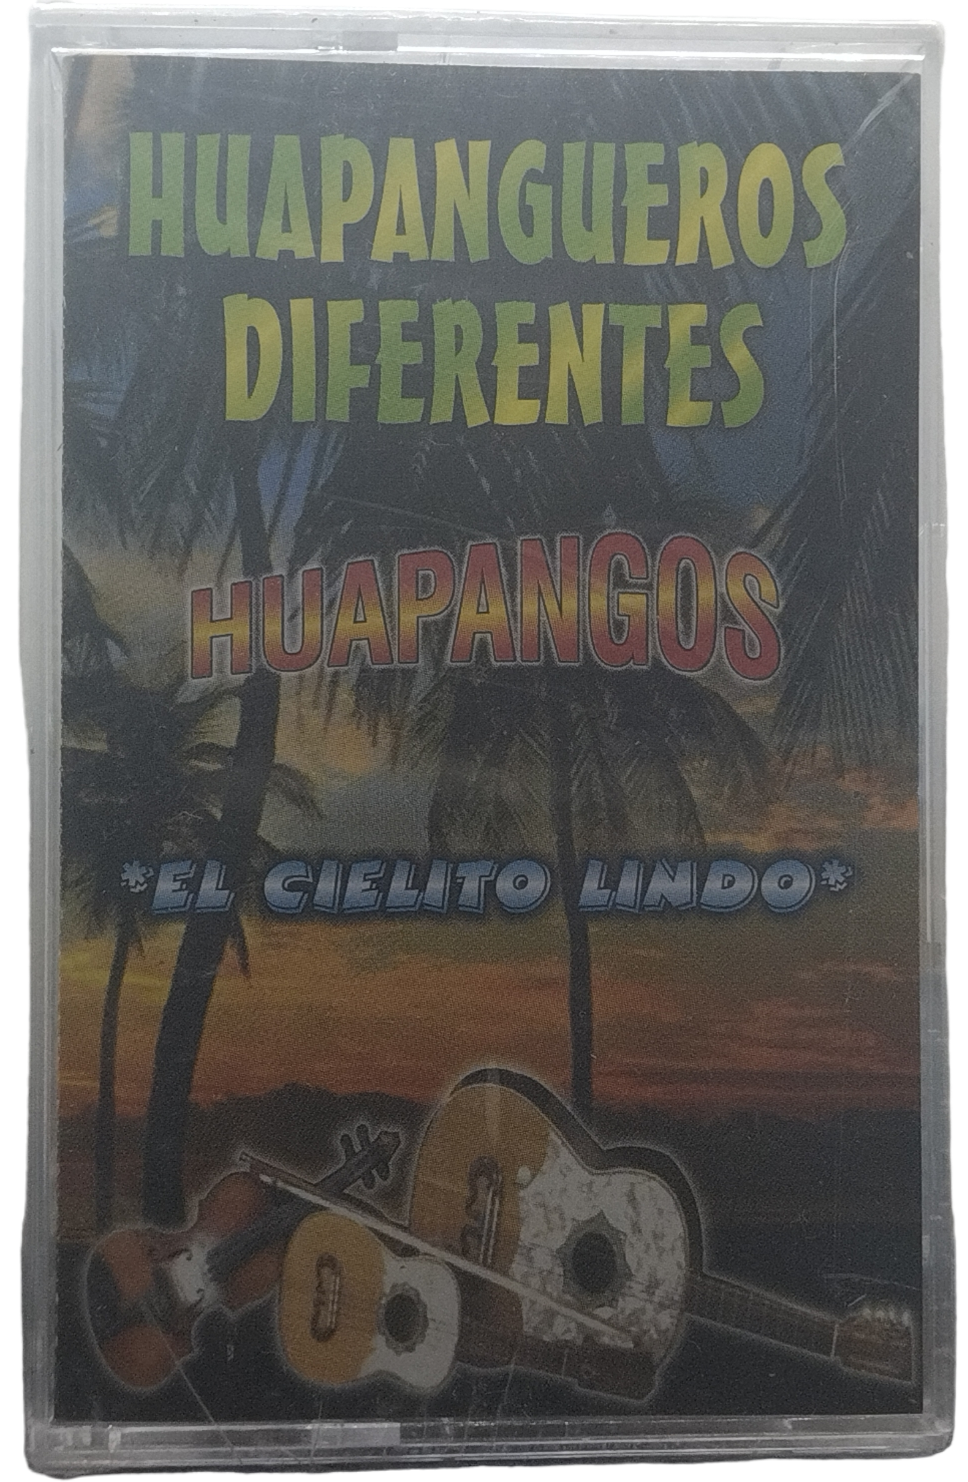 HUAPANGUEROS
DIFERENTES
HUAPANGOS
*EL CIELITO LINDO*